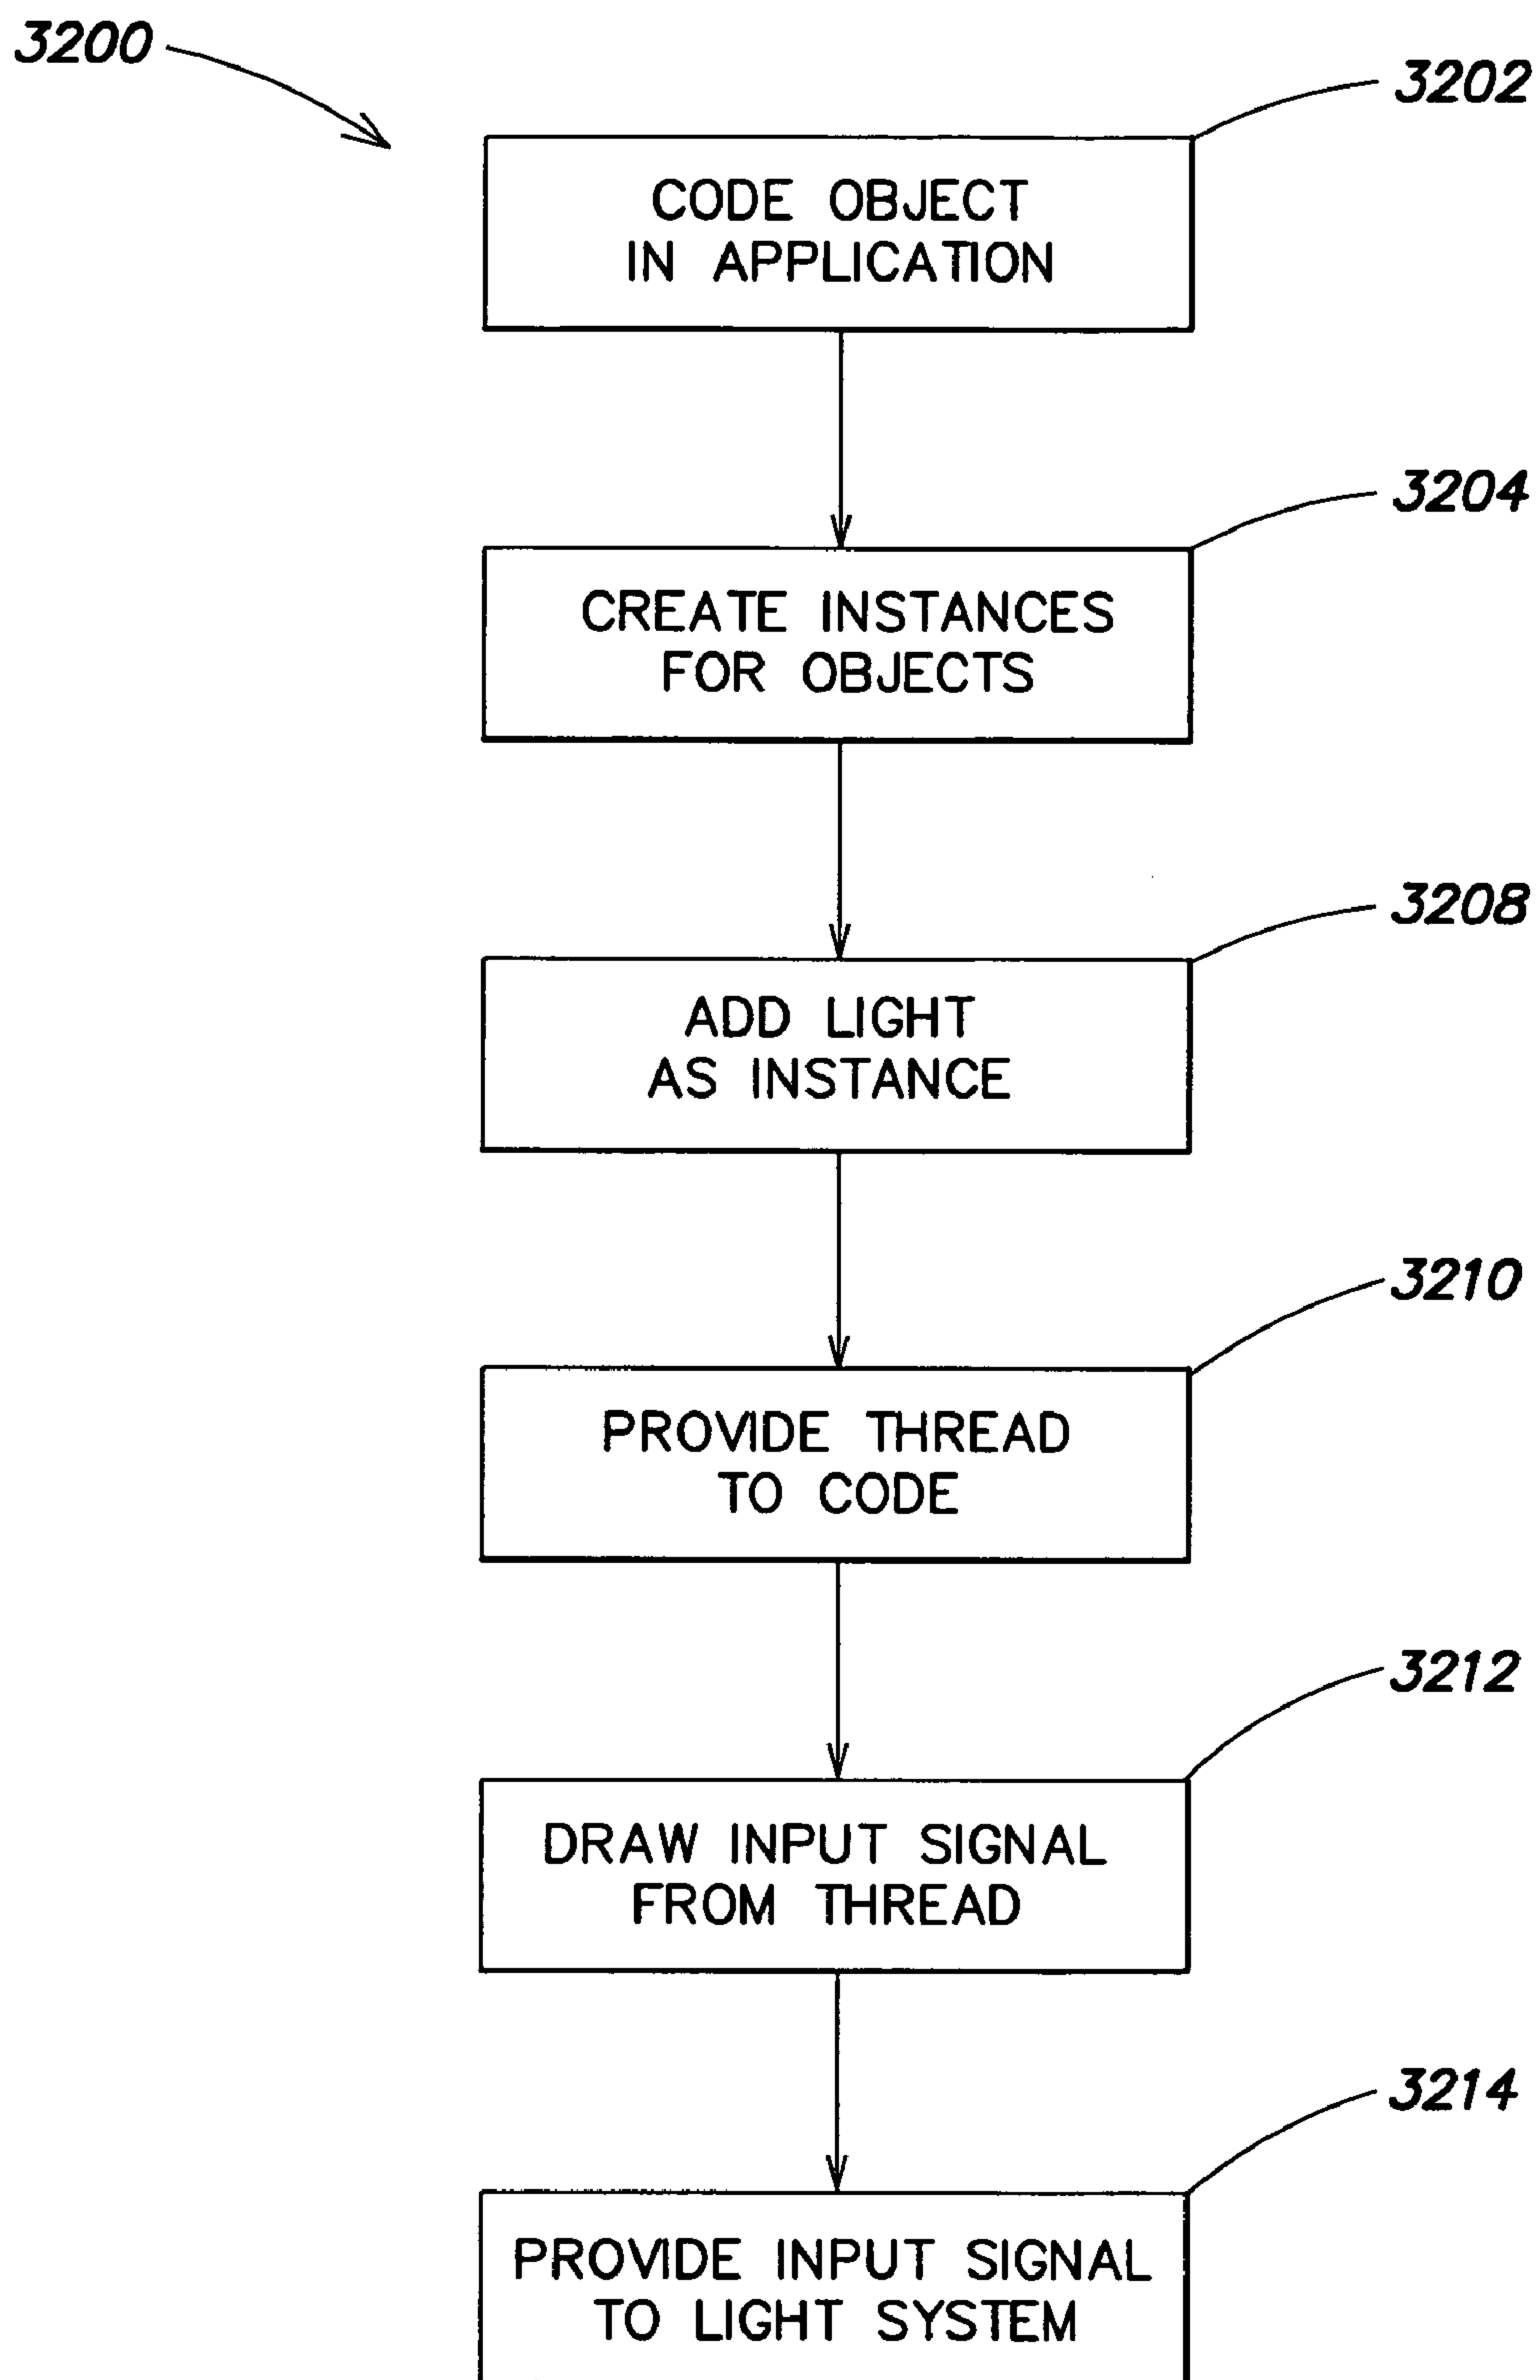 3200
3202
CODE OBJECT
IN APPLICATION
3204
CREATE INSTANCES
FOR OBJECTS
3208
ADD LIGHT
AS INSTANCE
3210
PROVIDE THREAD
TO CODE
3212
DRAW INPUT SIGNAL
FROM THREAD
3214
PROVIDE INPUT SIGNAL
TO LIGHT SYSTEM